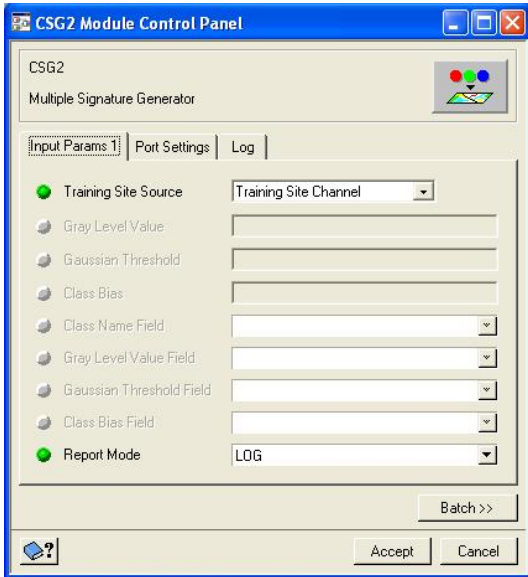 CSG2 Module Control Panel
CSG2
Multiple Signature Generator
Input Params 1 Port Settings Log
Training Site Source Training Site Channel
Gray Level Value
Gaussian Threshold
Class Bias
Class Name Field
Gray Level Value Field
Gaussian Threshold Field
Class Bias Field
Report Mode LOG
Batch >>
? Accept Cancel